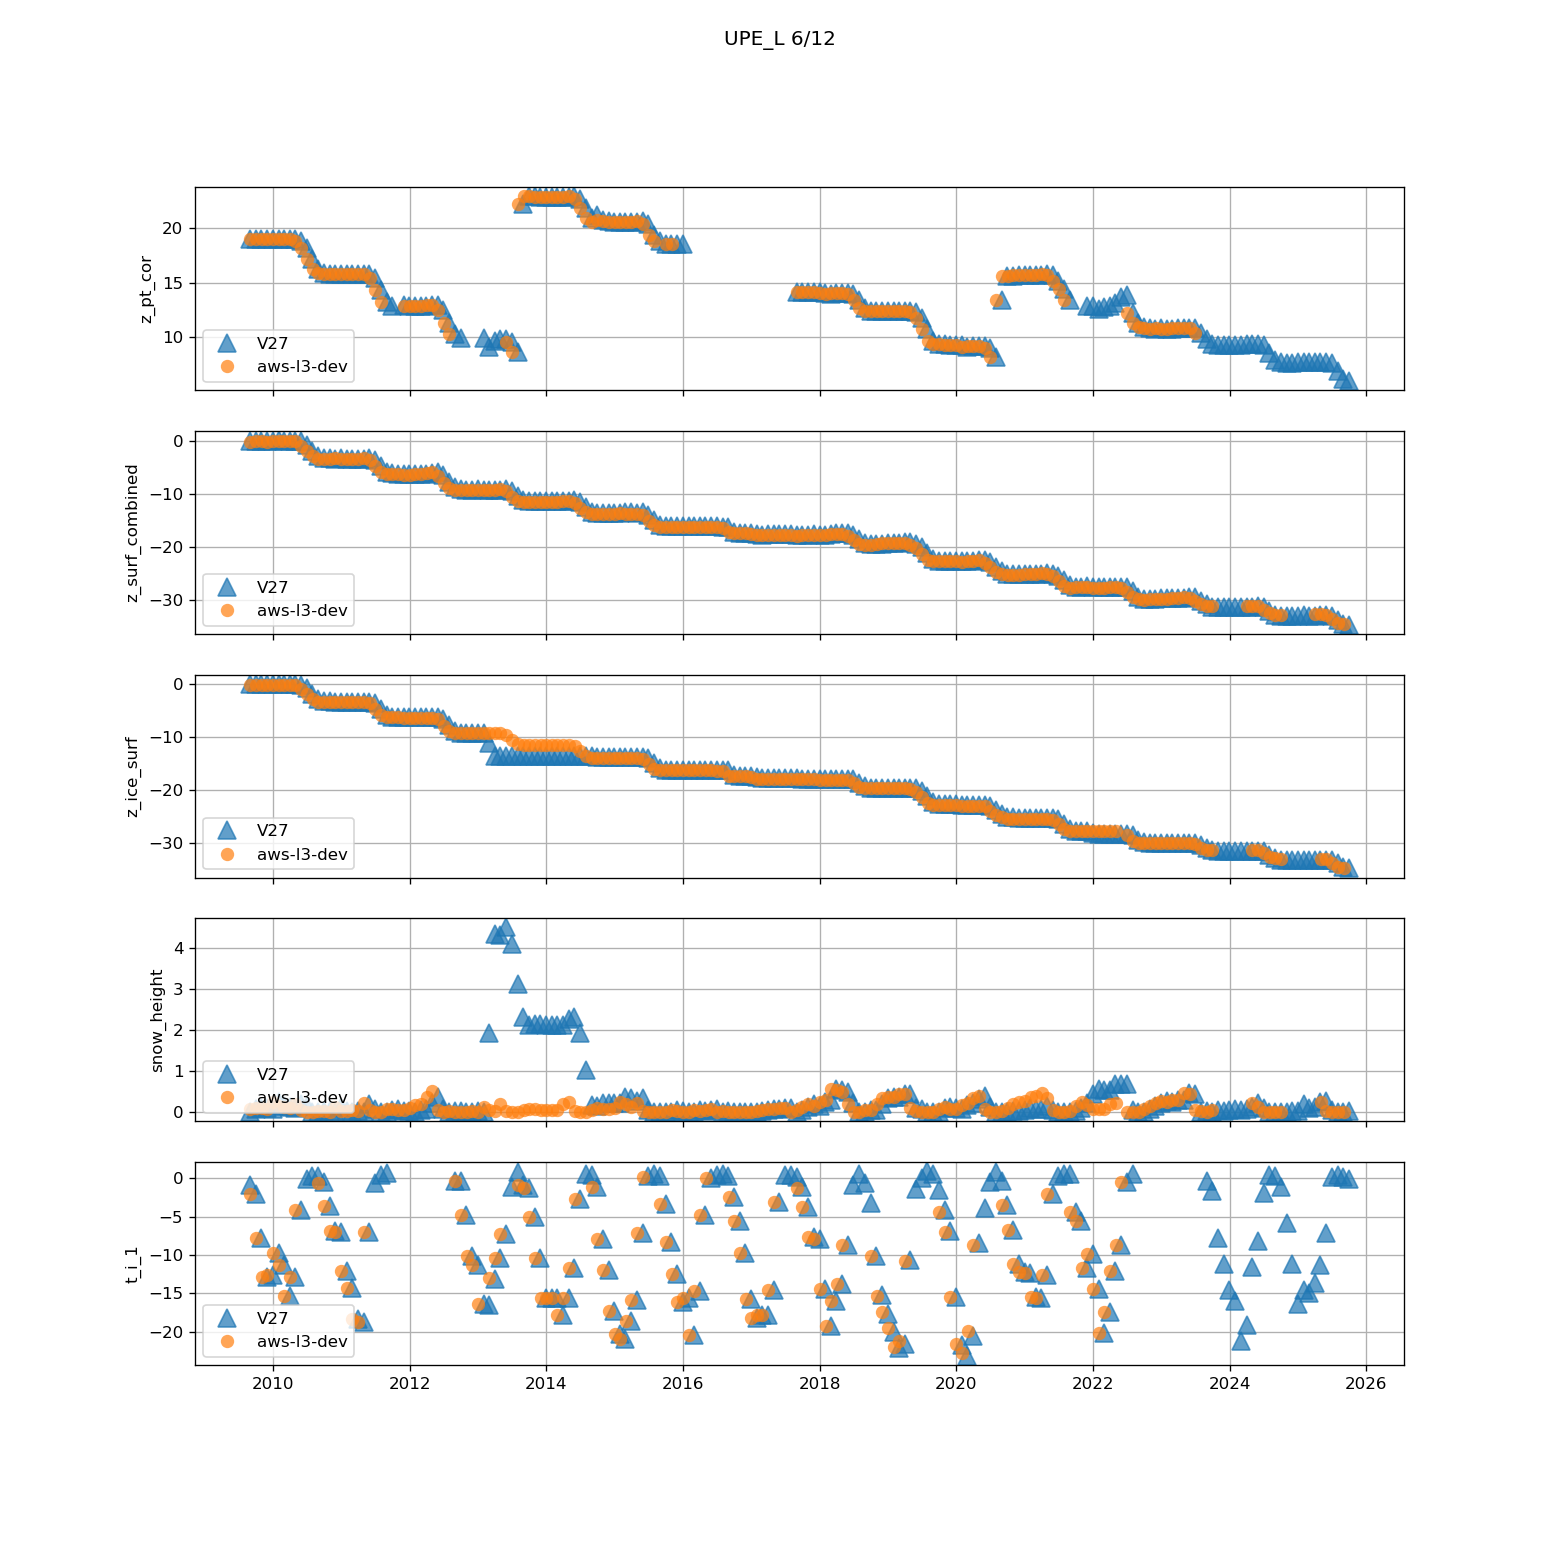 UPE_L 6/12
z_pt_cor
20
15
10
V27
aws-l3-dev
z_surf_combined
0
−10
−20
−30
V27
aws-l3-dev
z_ice_surf
0
−10
−20
−30
V27
aws-l3-dev
snow_height
4
3
2
1
0
V27
aws-l3-dev
t_i_1
0
−5
−10
−15
−20
V27
aws-l3-dev
2010 2012 2014 2016 2018 2020 2022 2024 2026